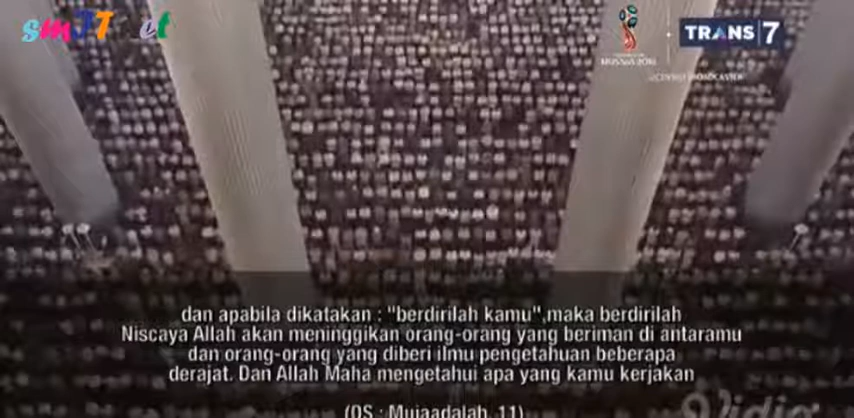 TRANS|7
dan apabila dikatakan : "berdirilah kamu",maka berdirilah
Niscaya Allah akan meninggikan orang-orang yang beriman di antaramu
dan orang-orang yang diberi ilmu pengetahuan beberapa
derajat. Dan Allah Maha mengetahui apa yang kamu kerjakan
(QS : Mujaadalah, 11)
Vidio